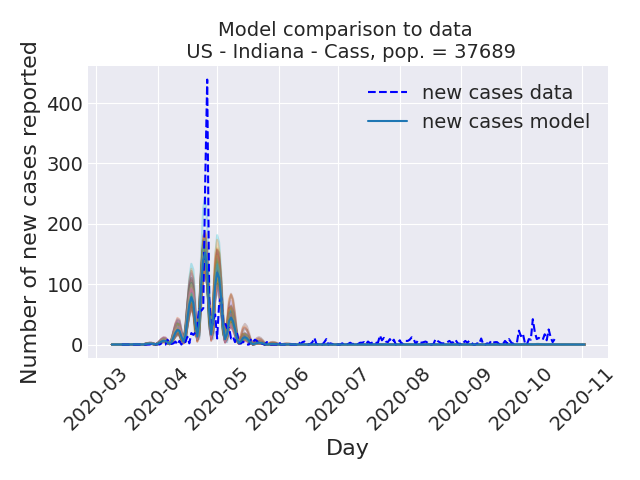 Model comparison to data
US - Indiana - Cass, pop. = 37689
Number of new cases reported
400
300
200
100
0
new cases data
new cases model
2020-03
2020-04
2020-05
2020-06
2020-07
2020-08
2020-09
2020-10
2020-11
Day